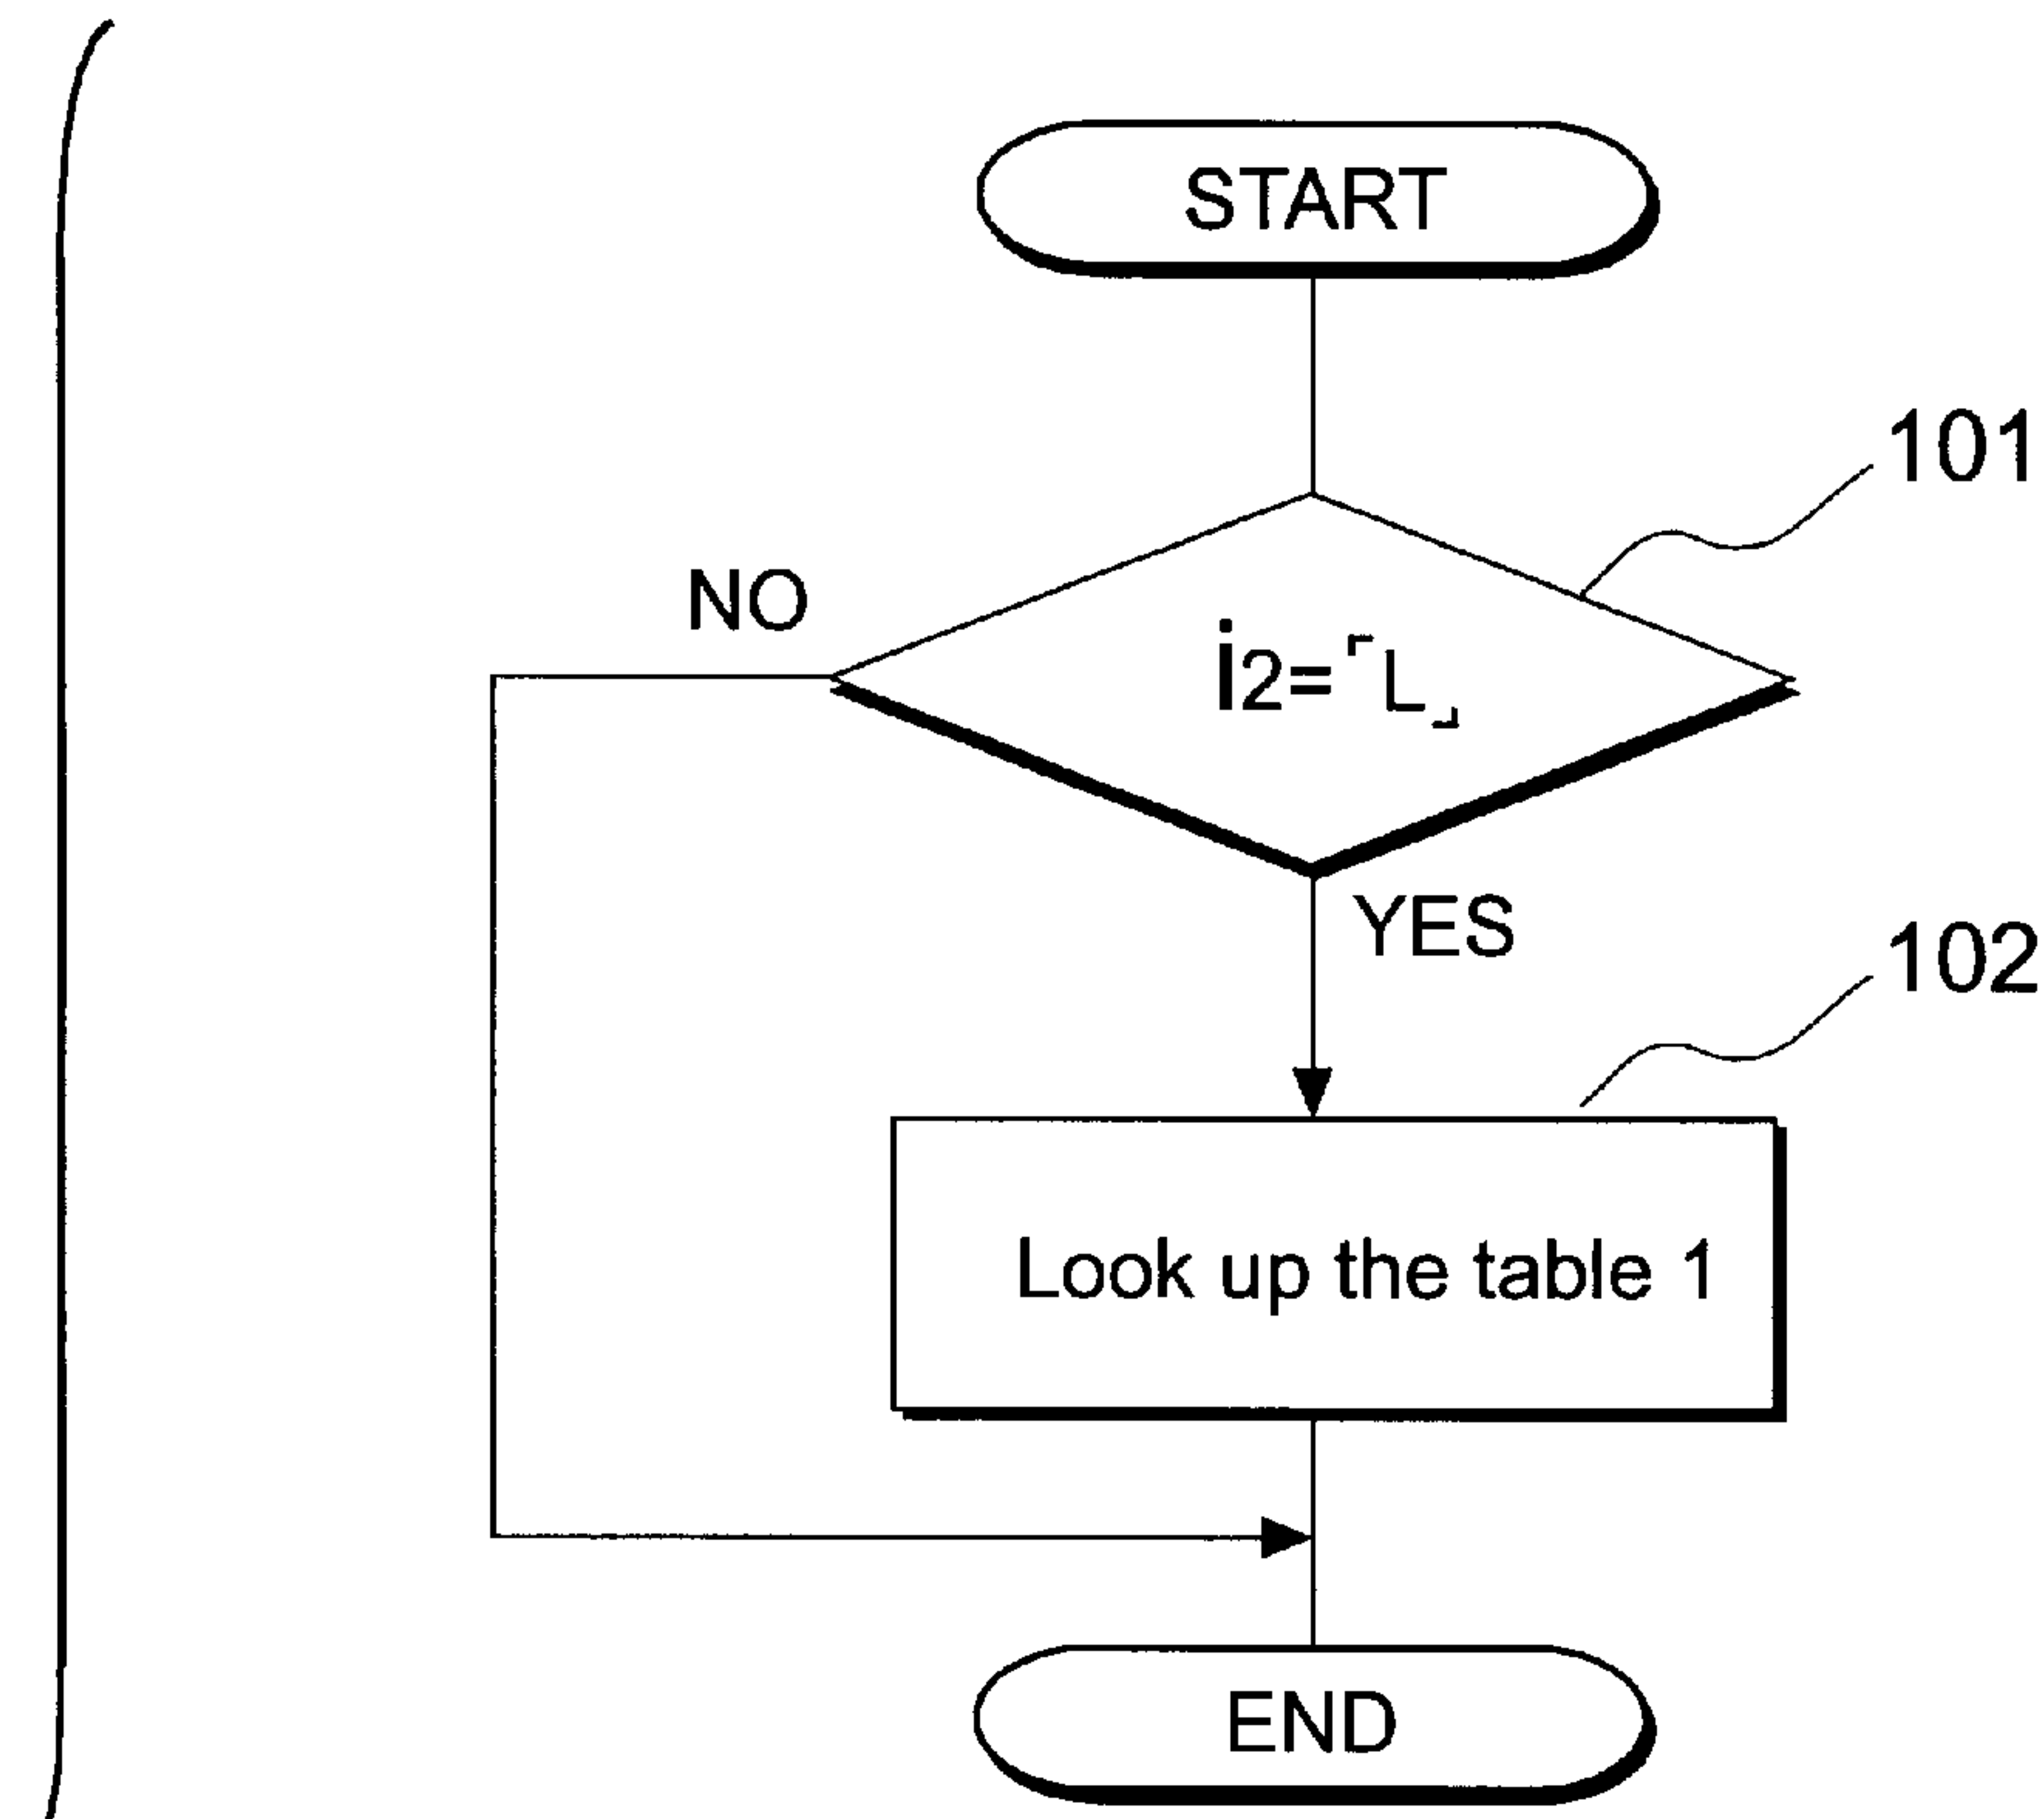 START
101
NO
i2=「L」
YES
102
Look up the table 1
END